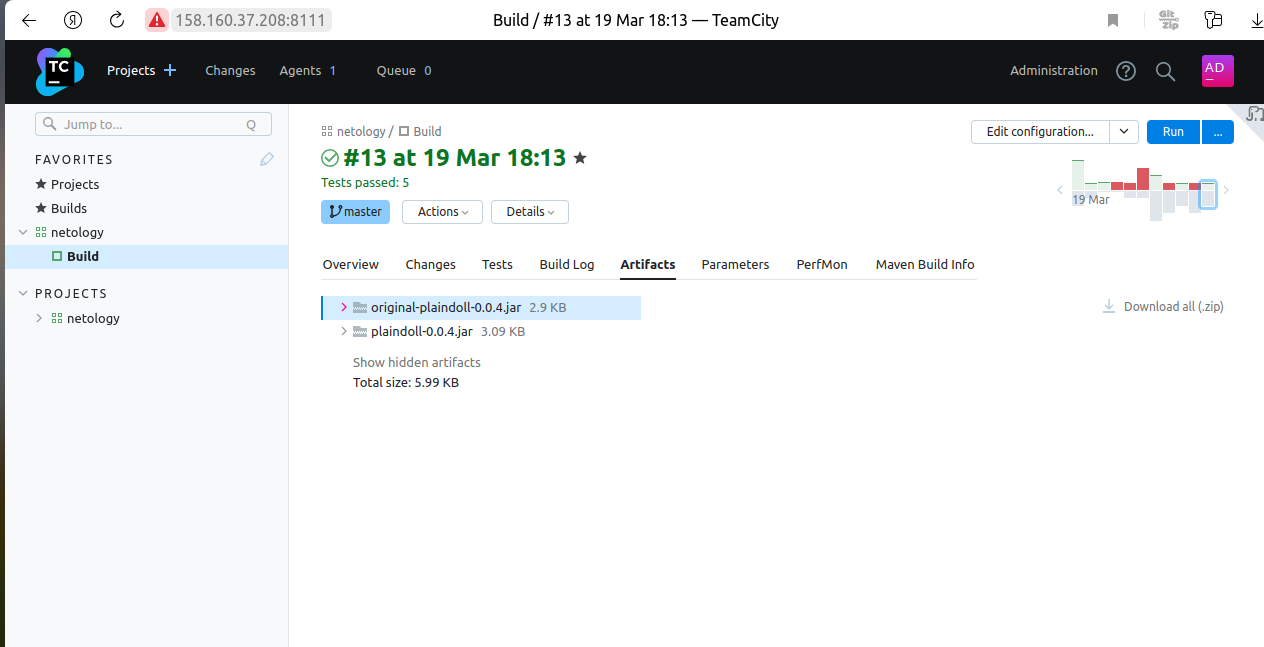 Я 158.160.37.208:8111 Build / #13 at 19 Mar 18:13 — TeamCity Git Zip
TC Projects + Changes Agents 1 Queue 0 Administration ? AD
Jump to... Q
FAVORITES
Projects
Builds
netology
Build
PROJECTS
netology
netology / Build
Edit configuration... Run ...
#13 at 19 Mar 18:13
Tests passed: 5
master Actions Details
19 Mar
Overview Changes Tests Build Log Artifacts Parameters PerfMon Maven Build Info
original-plaindoll-0.0.4.jar 2.9 KB
Download all (.zip)
plaindoll-0.0.4.jar 3.09 KB
Show hidden artifacts
Total size: 5.99 KB